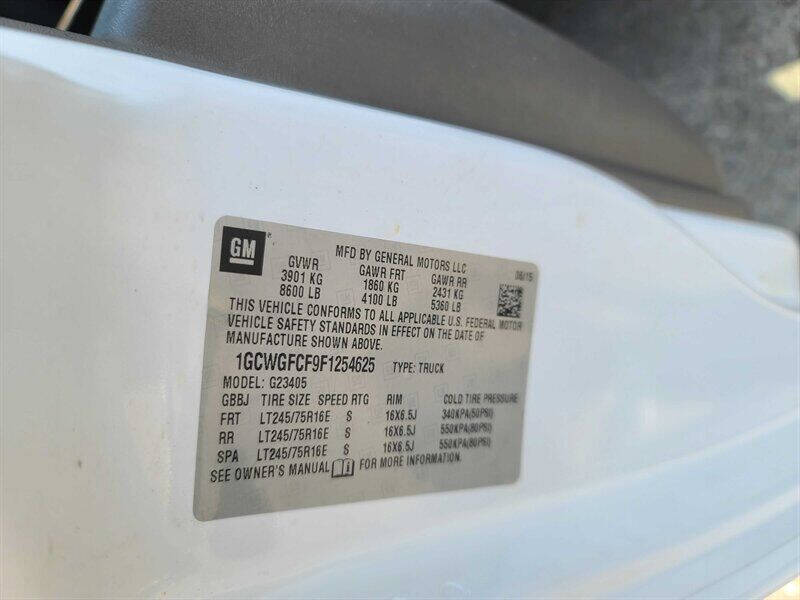 GM
MFD BY GENERAL MOTORS LLC 06/15
GVWR GAWR FRT GAWR RR
3901 KG 1860 KG 2431 KG
8600 LB 4100 LB 5360 LB
THIS VEHICLE CONFORMS TO ALL APPLICABLE U.S. FEDERAL MOTOR
VEHICLE SAFETY STANDARDS IN EFFECT ON THE DATE OF
MANUFACTURE SHOWN ABOVE.
1GCWGFCF9F1254625 TYPE: TRUCK
MODEL: G23405
GBBJ TIRE SIZE SPEED RTG RIM COLD TIRE PRESSURE
FRT LT245/75R16E S 16X6.5J 340KPA(50PSI)
RR LT245/75R16E S 16X6.5J 550KPA(80PSI)
SPA LT245/75R16E S 16X6.5J 550KPA(80PSI)
SEE OWNER'S MANUAL FOR MORE INFORMATION.